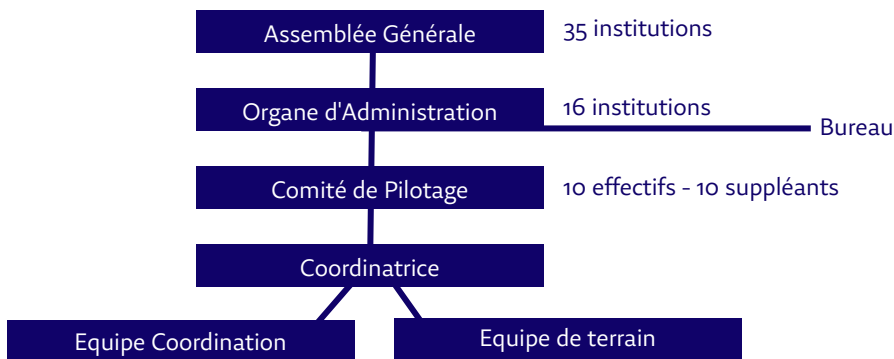 Assemblée Générale
35 institutions
Organe d'Administration
16 institutions
Bureau
Comité de Pilotage
10 effectifs - 10 suppléants
Coordinatrice
Equipe Coordination
Equipe de terrain